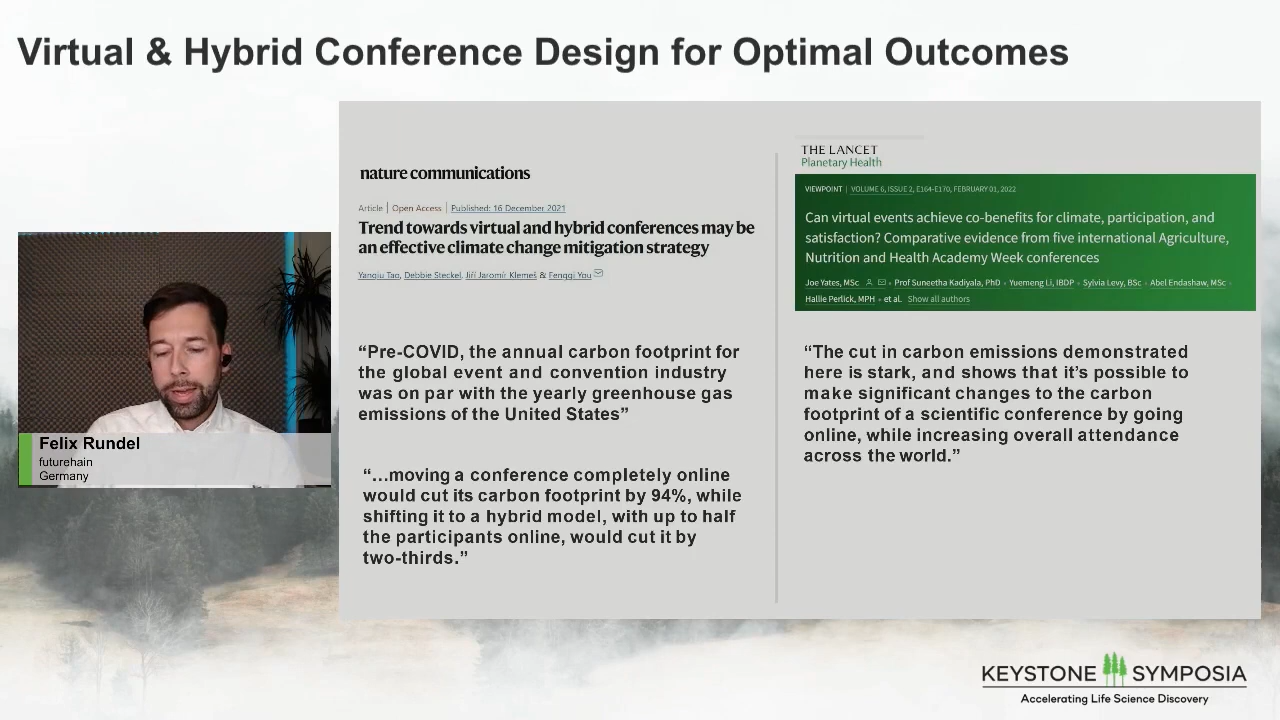 Virtual & Hybrid Conference Design for Optimal Outcomes
Felix Rundel
futurehain
Germany
nature communications
Article | Open Access | Published: 16 December 2021
Trend towards virtual and hybrid conferences may be
an effective climate change mitigation strategy
Yanqiu Tao, Debbie Steckel, Jiří Jaromír Klemeš & Fengqi You
“Pre-COVID, the annual carbon footprint for
the global event and convention industry
was on par with the yearly greenhouse gas
emissions of the United States”
“…moving a conference completely online
would cut its carbon footprint by 94%, while
shifting it to a hybrid model, with up to half
the participants online, would cut it by
two-thirds.”
THE LANCET
Planetary Health
VIEWPOINT | VOLUME 6, ISSUE 2, E164-E170, FEBRUARY 01, 2022
Can virtual events achieve co-benefits for climate, participation, and
satisfaction? Comparative evidence from five international Agriculture,
Nutrition and Health Academy Week conferences
Joe Yates, MSc • Prof Suneetha Kadiyala, PhD • Yuemeng Li, IBDP • Sylvia Levy, BSc • Abel Endashaw, MSc •
Hallie Perlick, MPH • et al. Show all authors
“The cut in carbon emissions demonstrated
here is stark, and shows that it’s possible to
make significant changes to the carbon
footprint of a scientific conference by going
online, while increasing overall attendance
across the world.”
KEYSTONE SYMPOSIA
Accelerating Life Science Discovery